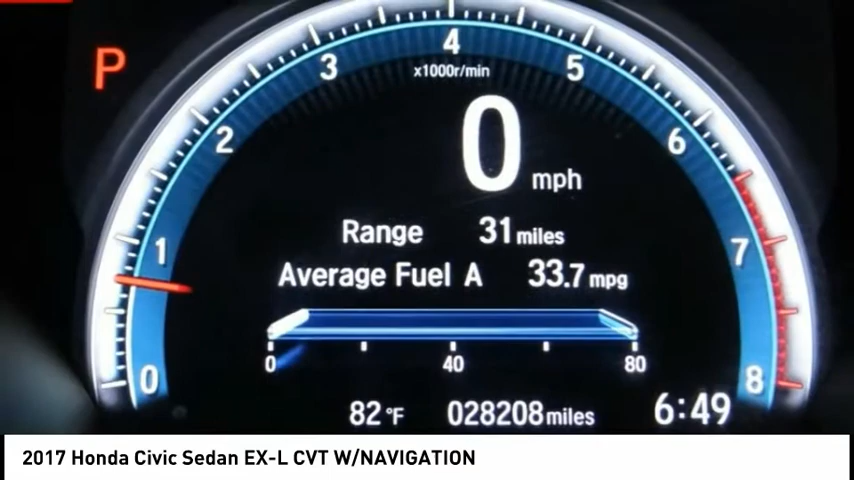 P
4
3
5
x1000r/min
2
6
0 mph
1
7
Range 31 miles
Average Fuel A 33.7 mpg
0 40 80
0
8
82°F 028208 miles 6:49
2017 Honda Civic Sedan EX-L CVT W/NAVIGATION